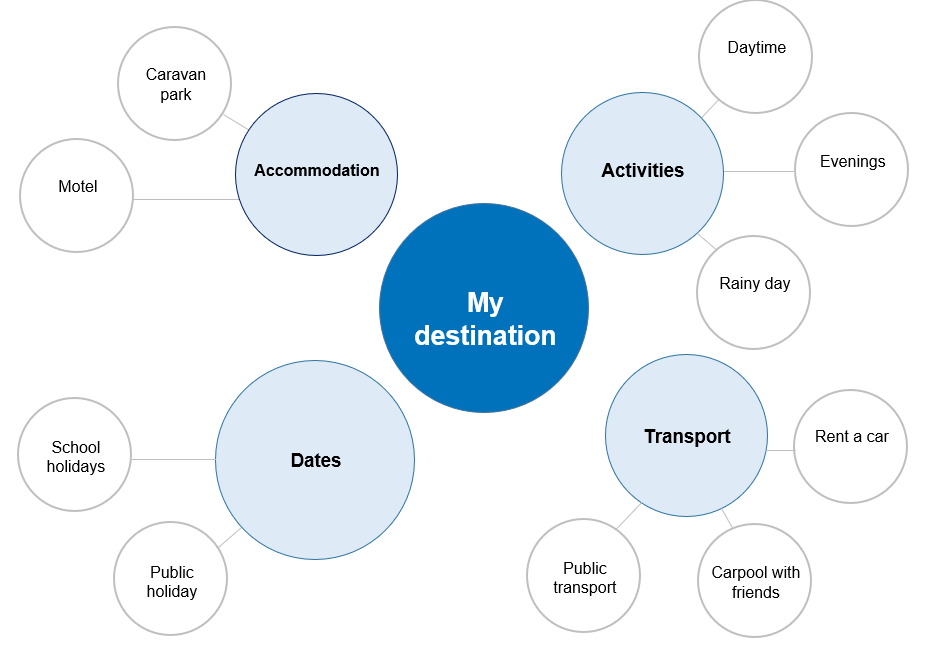 My
destination
Accommodation
Caravan
park
Motel
Activities
Daytime
Evenings
Rainy day
Dates
School
holidays
Public
holiday
Transport
Rent a car
Carpool with
friends
Public
transport